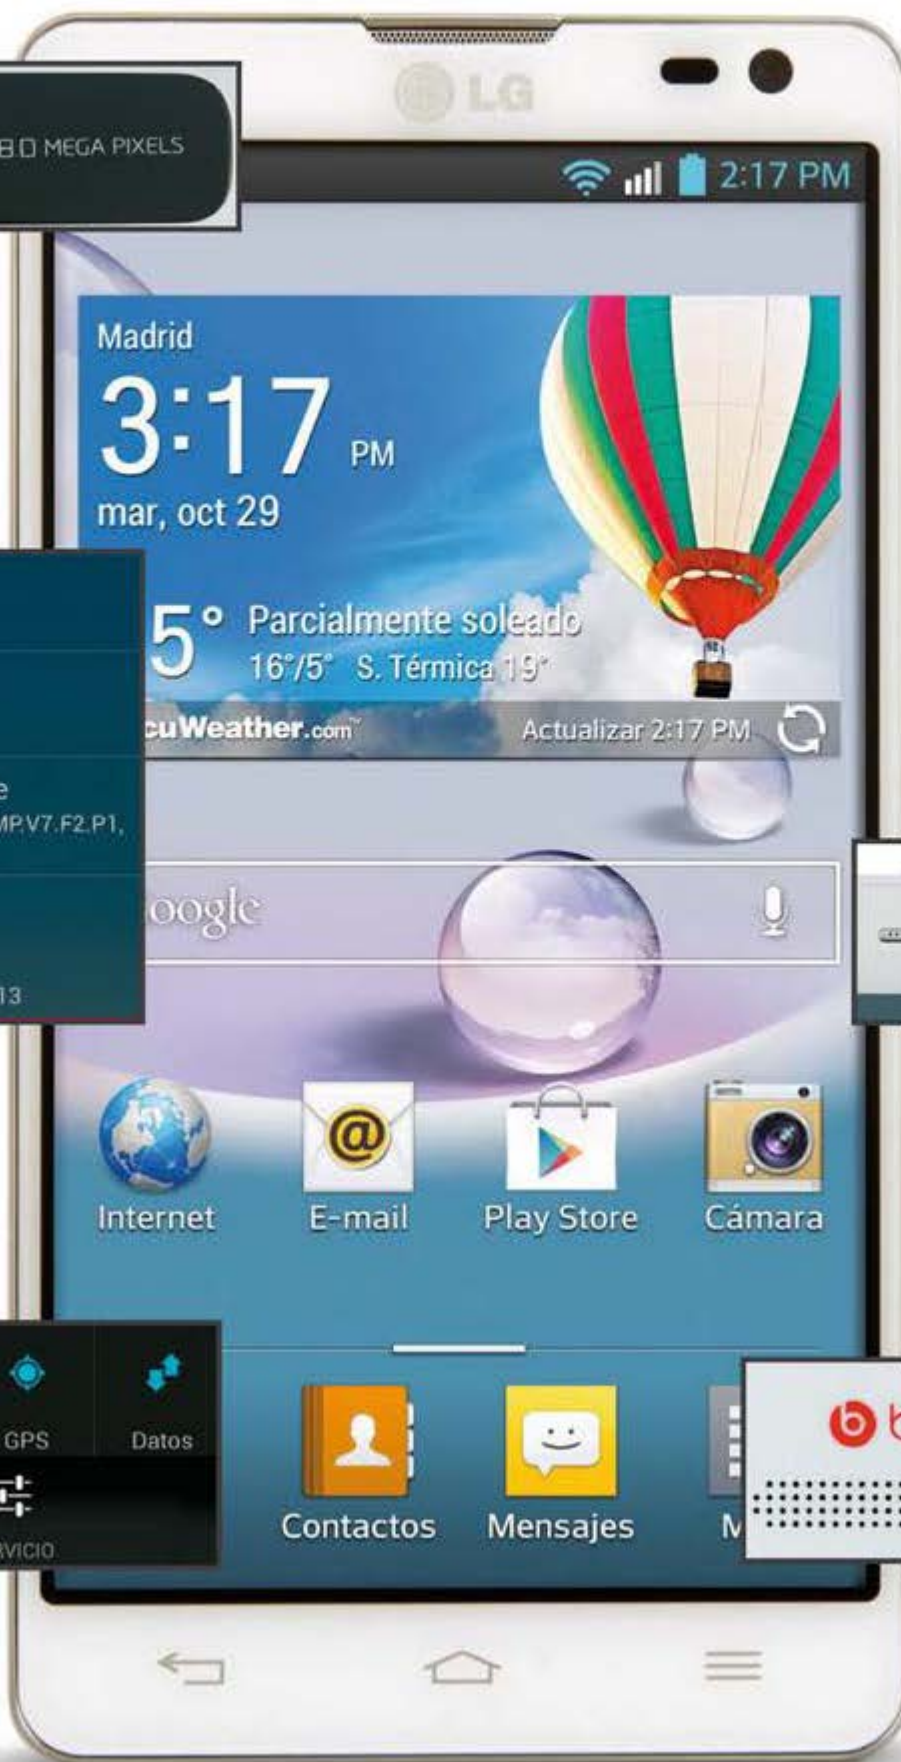 LG
8.0 MEGA PIXELS
2:17 PM
Madrid
3:17 PM
mar, oct 29
5° Parcialmente soleado
16°/5° S. Térmica 19°
cuWeather.com™ Actualizar 2:17 PM
e
MP.V7.F2.P1,
oogle
13
Internet E-mail Play Store Cámara
GPS Datos
b
Contactos Mensajes M
RVICIO